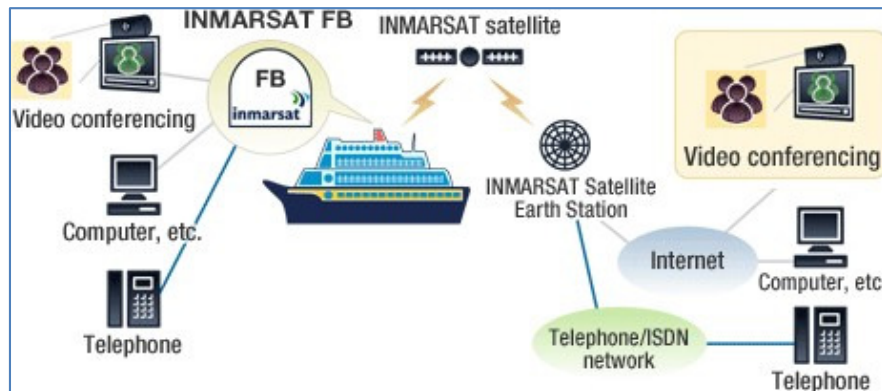 INMARSAT FB
INMARSAT satellite
FB
inmarsat
Video conferencing
Computer, etc.
Telephone
INMARSAT Satellite
Earth Station
Video conferencing
Internet
Computer, etc
Telephone/ISDN
network
Telephone